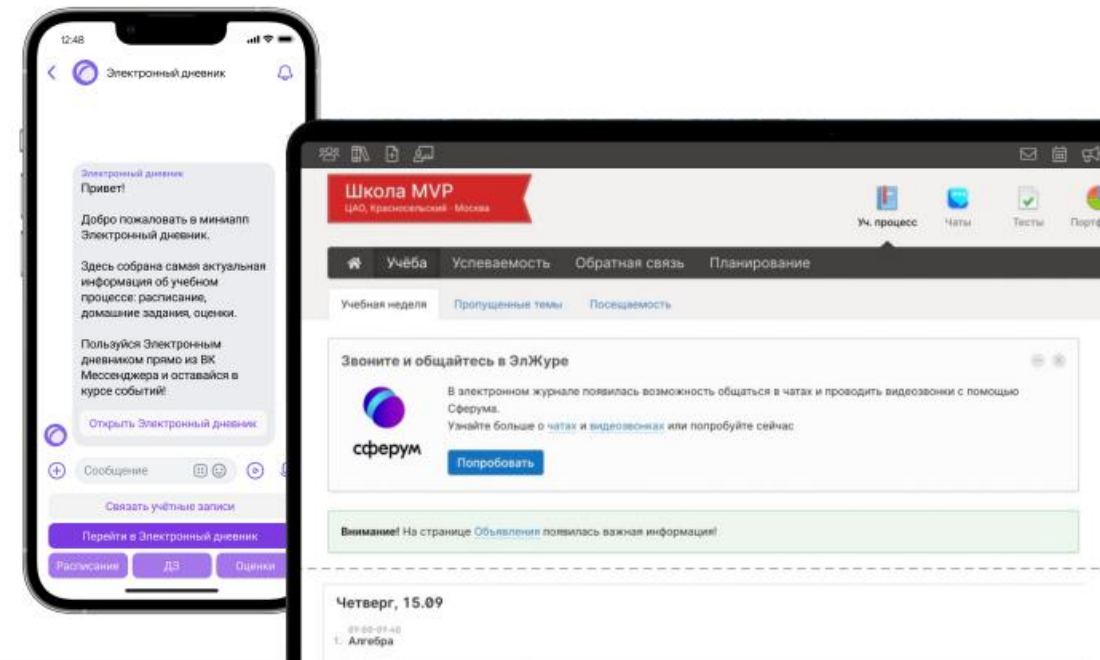 12:48
Электронный дневник
Электронный дневник
Привет!
Добро пожаловать в миниапп
Электронный дневник.
Здесь собрана самая актуальная
информация об учебном
процессе: расписание,
домашние задания, оценки.
Пользуйся Электронным
дневником прямо из ВК
Мессенджера и оставайся в
курсе событий!
Открыть Электронный дневник
Сообщение
Связать учётные записи
Перейти в Электронный дневник
Расписание
ДЗ
Оценки
Школа MVP
ЦАО, Красносельский - Москва
Уч. процесс
Чаты
Тесты
Портф
Учёба
Успеваемость
Обратная связь
Планирование
Учебная неделя
Пропущенные темы
Посещаемость
Звоните и общайтесь в ЭлЖуре
сферум
В электронном журнале появилась возможность общаться в чатах и проводить видеозвонки с помощью
Сферума.
Узнайте больше о чатах и видеозвонках или попробуйте сейчас
Попробовать
Внимание! На странице Объявления появилась важная информация!
Четверг, 15.09
09:00-09:40
1. Алгебра